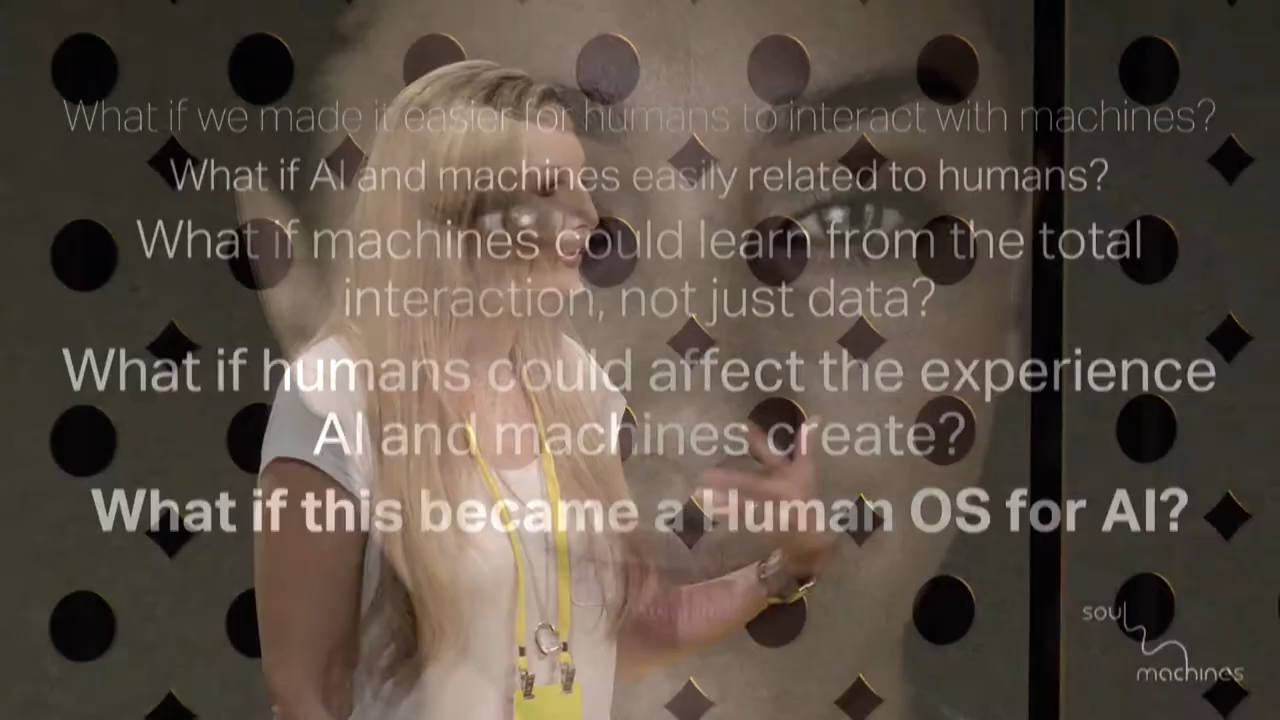 What if we made it easier for humans to interact with machines?
What if AI and machines easily related to humans?
What if machines could learn from the total
interaction, not just data?
What if humans could affect the experience
AI and machines create?
What if this became a Human OS for AI?
soul
machines